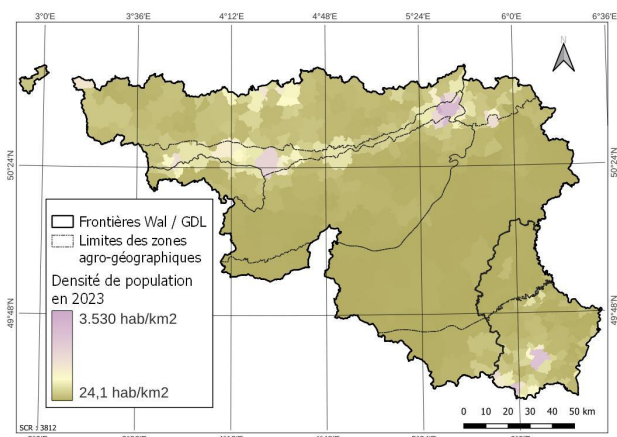 3°0'E 3°36'E 4°12'E 4°48'E 5°24'E 6°0'E 6°36'E
N
50°24'N 50°24'N
Frontières Wal / GDL
Limites des zones
agro-géographiques
Densité de population
en 2023
3.530 hab/km2
24,1 hab/km2
49°48'N 49°48'N
0 10 20 30 40 50 km
SCR : 3812